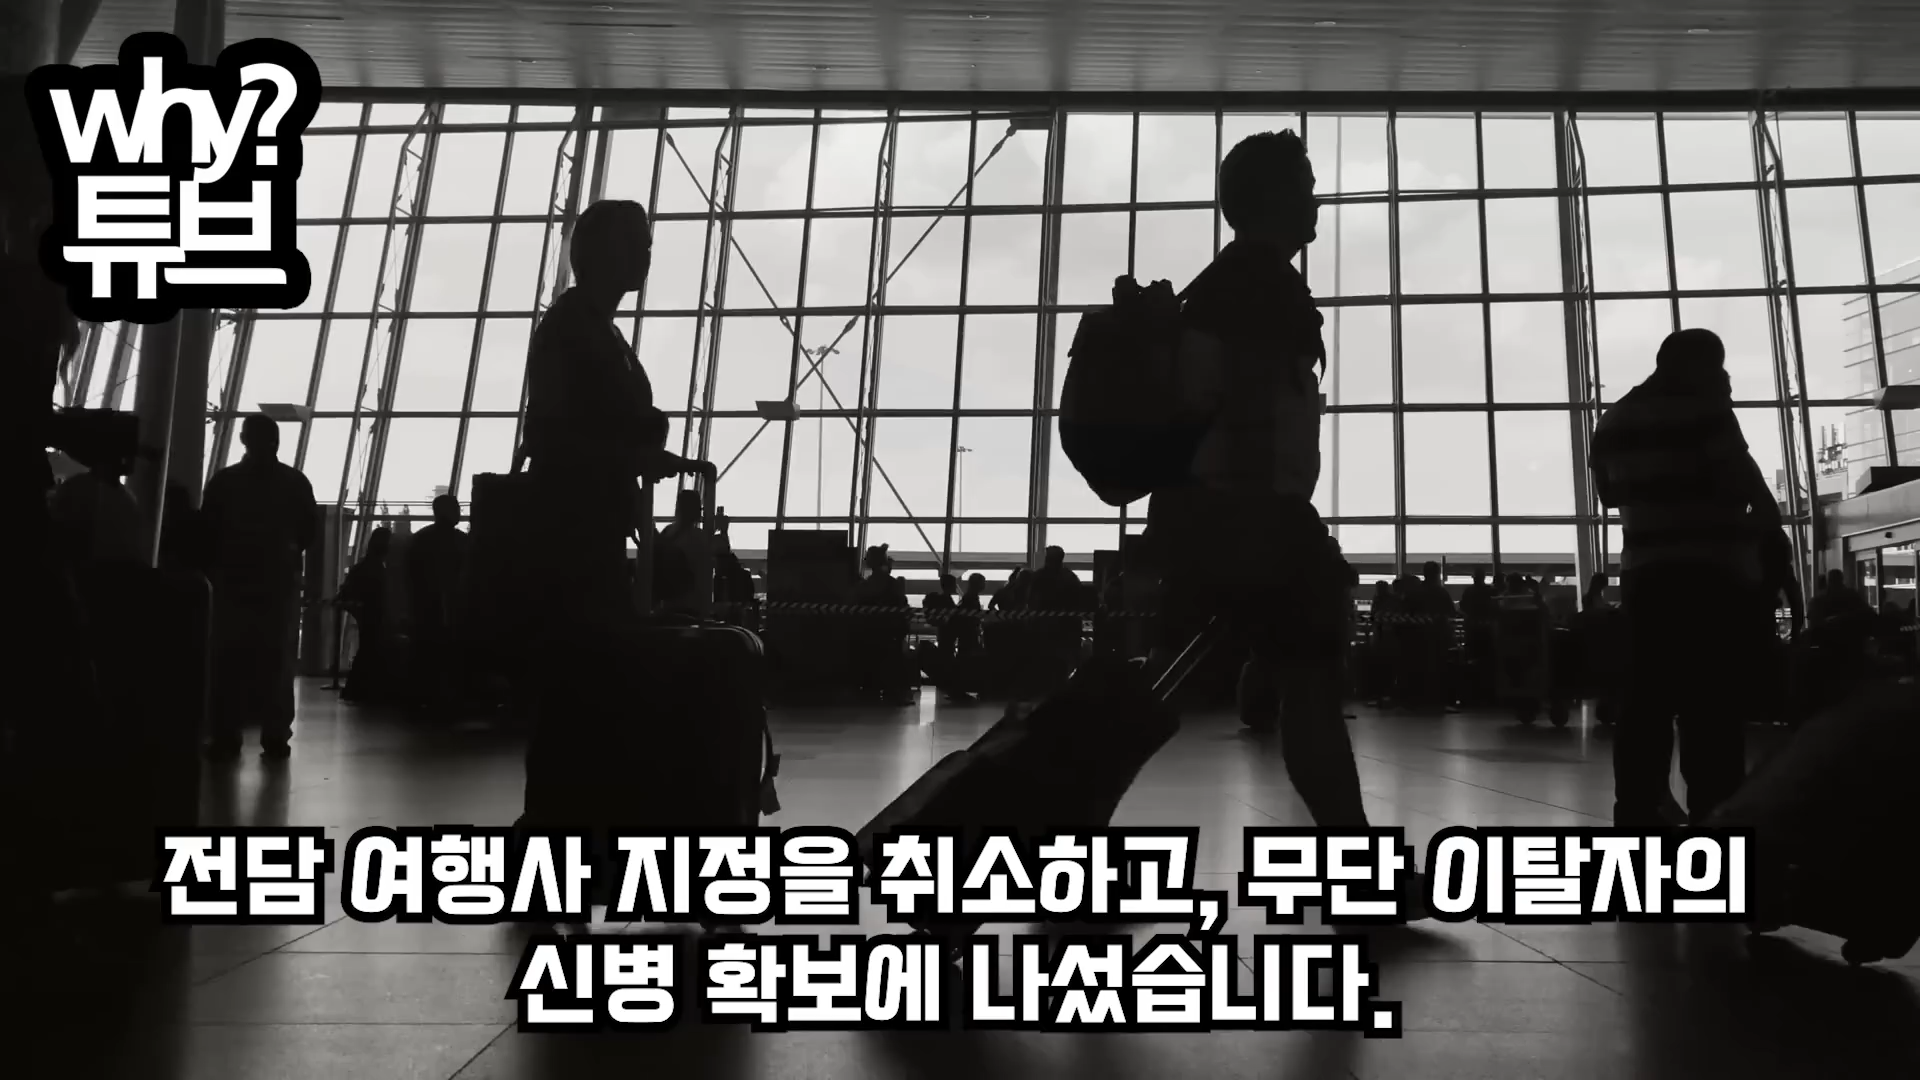 why?
튜브
전담 여행사 지정을 취소하고, 무단 이탈자의
신병 확보에 나섰습니다.